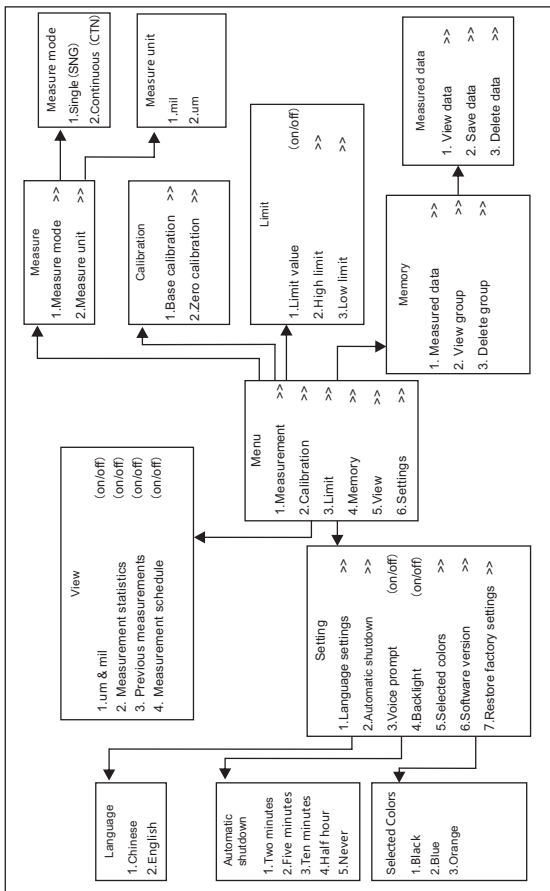 Measure mode
1.Single(SNG)
2.Continuous (CTN)
Measure unit
1.mil
2.um
Measure
1.Measure mode >>
2.Measure unit >>
Calibration
1.Base calibration >>
2.Zero calibration >>
Limit
1.Limit value (on/off)
2.High limit >>
3.Low limit >>
Measured data
1. View data >>
2. Save data >>
3. Delete data >>
Memory
1. Measured data >>
2. View group >>
3. Delete group >>
Menu
1.Measurement >>
2.Calibration >>
3.Limit >>
4.Memory >>
5.View >>
6.Settings >>
View
1.um & mil (on/off)
2. Measurement statistics (on/off)
3. Previous measurements (on/off)
4. Measurement schedule (on/off)
Setting
1.Language settings >>
2.Automatic shutdown >>
3.Voice prompt (on/off)
4.Backlight (on/off)
5.Selected colors >>
6.Software version >>
7.Restore factory settings >>
Language
1.Chinese
2.English
Automatic
shutdown
1.Two minutes
2.Five minutes
3.Ten minutes
4.Half hour
5.Never
Selected Colors
1.Black
2.Blue
3.Orange